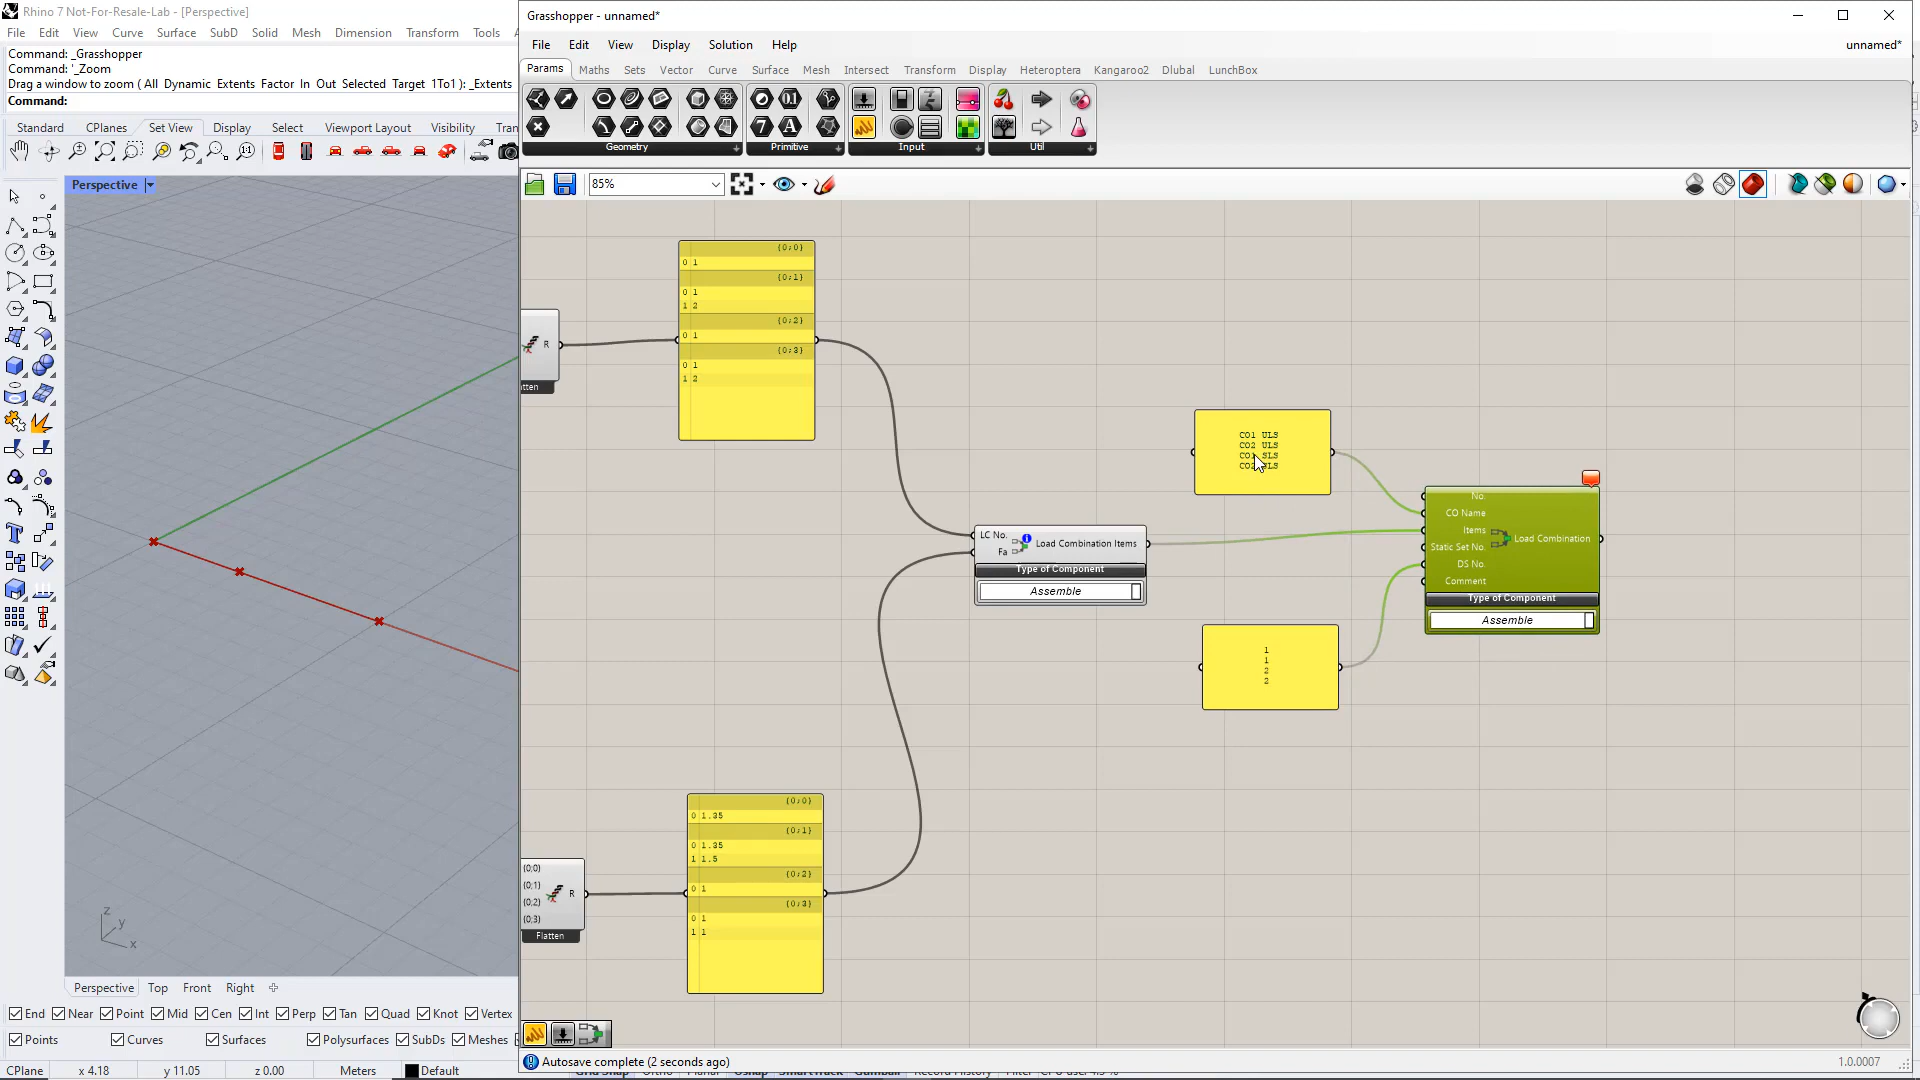 Rhino 7 Not-For-Resale-Lab - [Perspective]
File Edit View Curve Surface SubD Solid Mesh Dimension Transform Tools
Command: _Grasshopper
Command: '_Zoom
Drag a window to zoom ( All Dynamic Extents Factor In Out Selected Target 1To1 ): _Extents
Command:
Standard CPlanes Set View Display Select Viewport Layout Visibility Tran
Perspective
z
y
x
Perspective Top Front Right
End Near Point Mid Cen Int Perp Tan Quad Knot Vertex
Points Curves Surfaces Polysurfaces SubDs Meshes
CPlane x 4.18 y 11.05 z 0.00 Meters Default
Grasshopper - unnamed*
File Edit View Display Solution Help
unnamed*
Params Maths Sets Vector Curve Surface Mesh Intersect Transform Display Heteroptera Kangaroo2 Dlubal LunchBox
Geometry Primitive Input Util
85%
R
tten
{0;0}
0 1
{0;1}
0 1
1 2
{0;2}
0 1
{0;3}
0 1
1 2
CO1 ULS
CO2 ULS
CO1 SLS
CO2 SLS
LC No.
Fa
Load Combination Items
Type of Component
Assemble
No.
CO Name
Items
Static Set No.
DS No.
Comment
Load Combination
Type of Component
Assemble
1
1
2
2
{0;0}
{0;1}
{0;2}
{0;3}
R
Flatten
{0;0}
0 1.35
{0;1}
0 1.35
1 1.5
{0;2}
0 1
{0;3}
0 1
1 1
Autosave complete (2 seconds ago)
1.0.0007